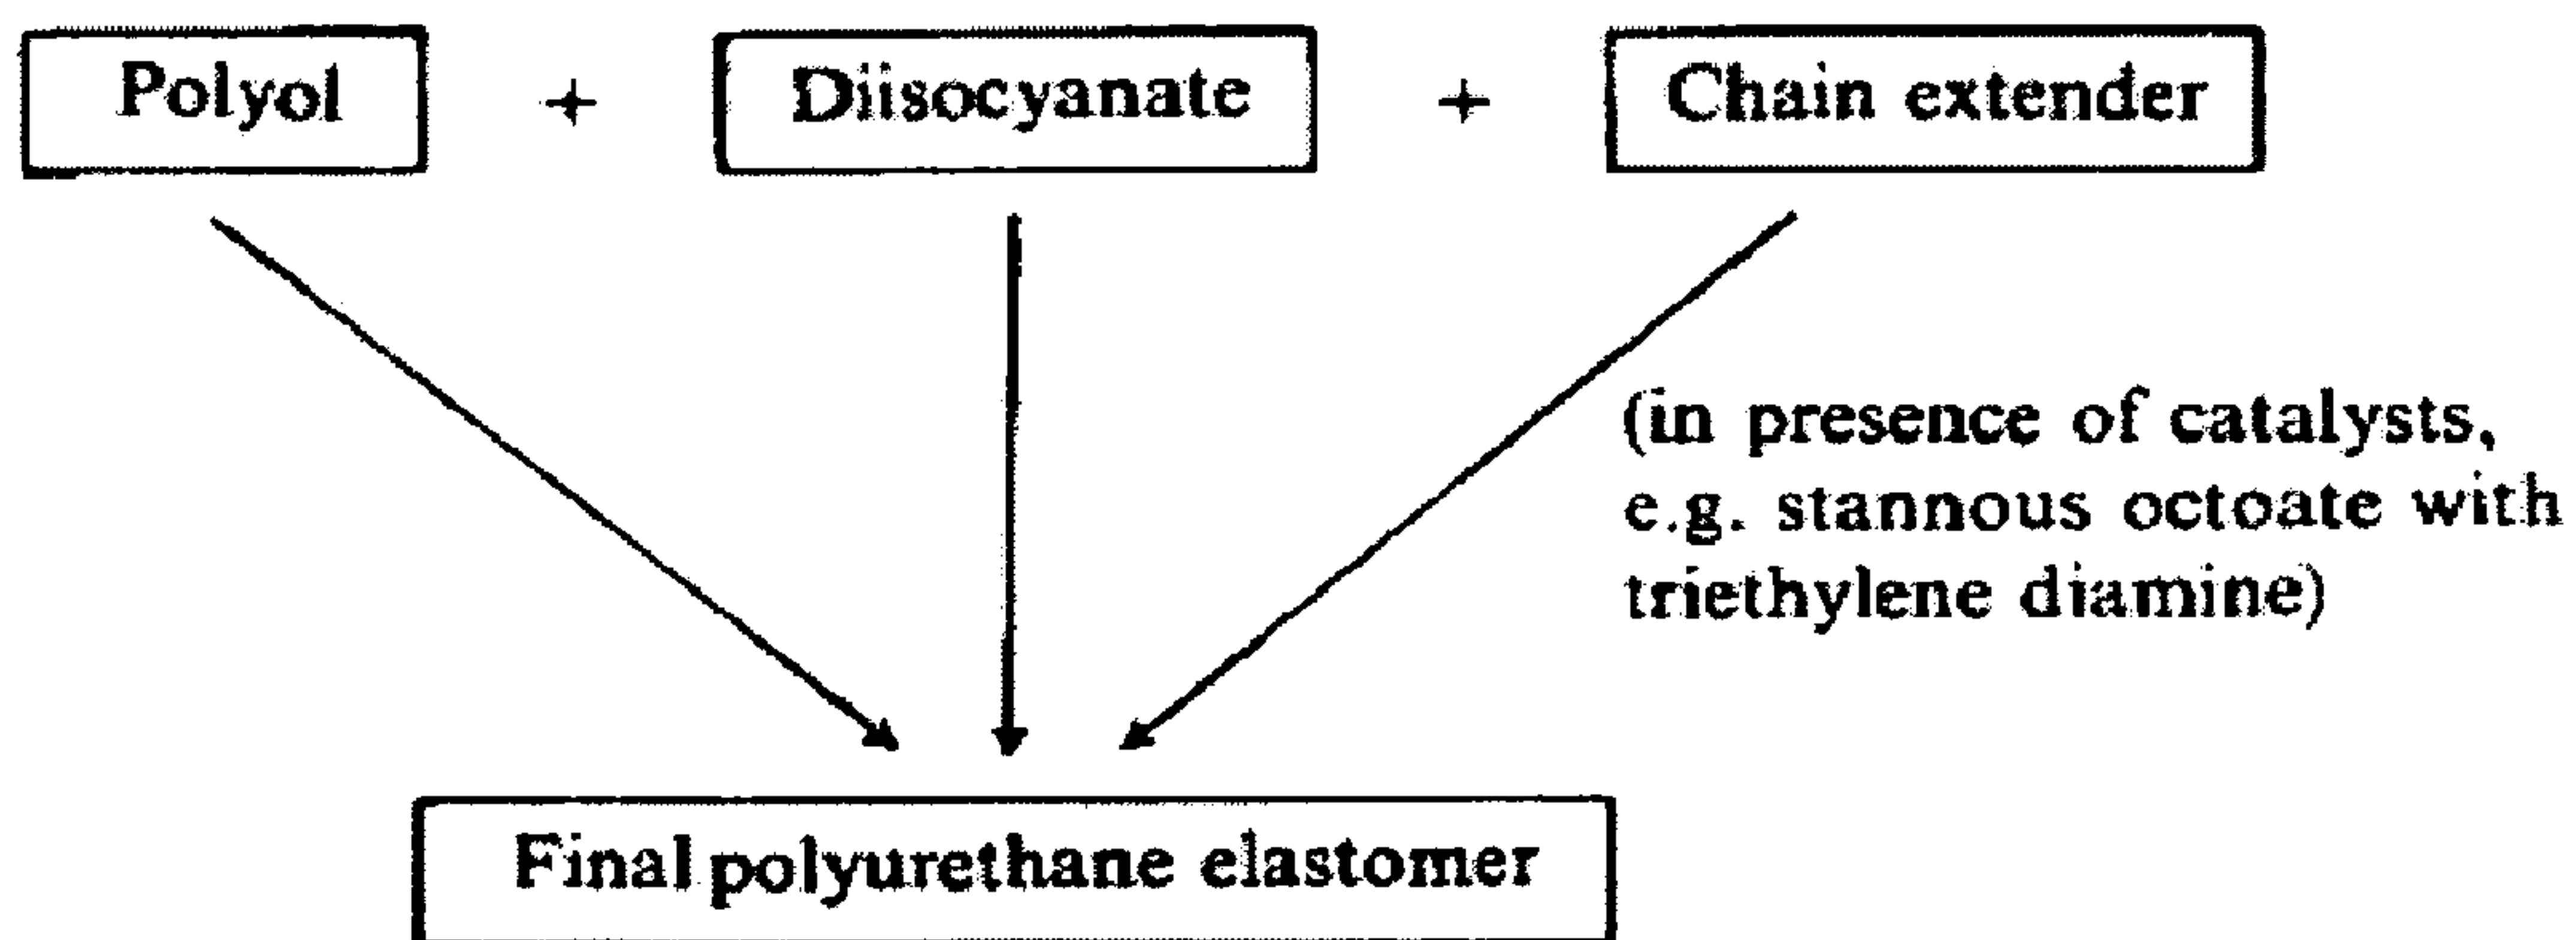 Polyol + Diisocyanate + Chain extender
(in presence of catalysts,
e.g. stannous octoate with
triethylene diamine)
Final polyurethane elastomer